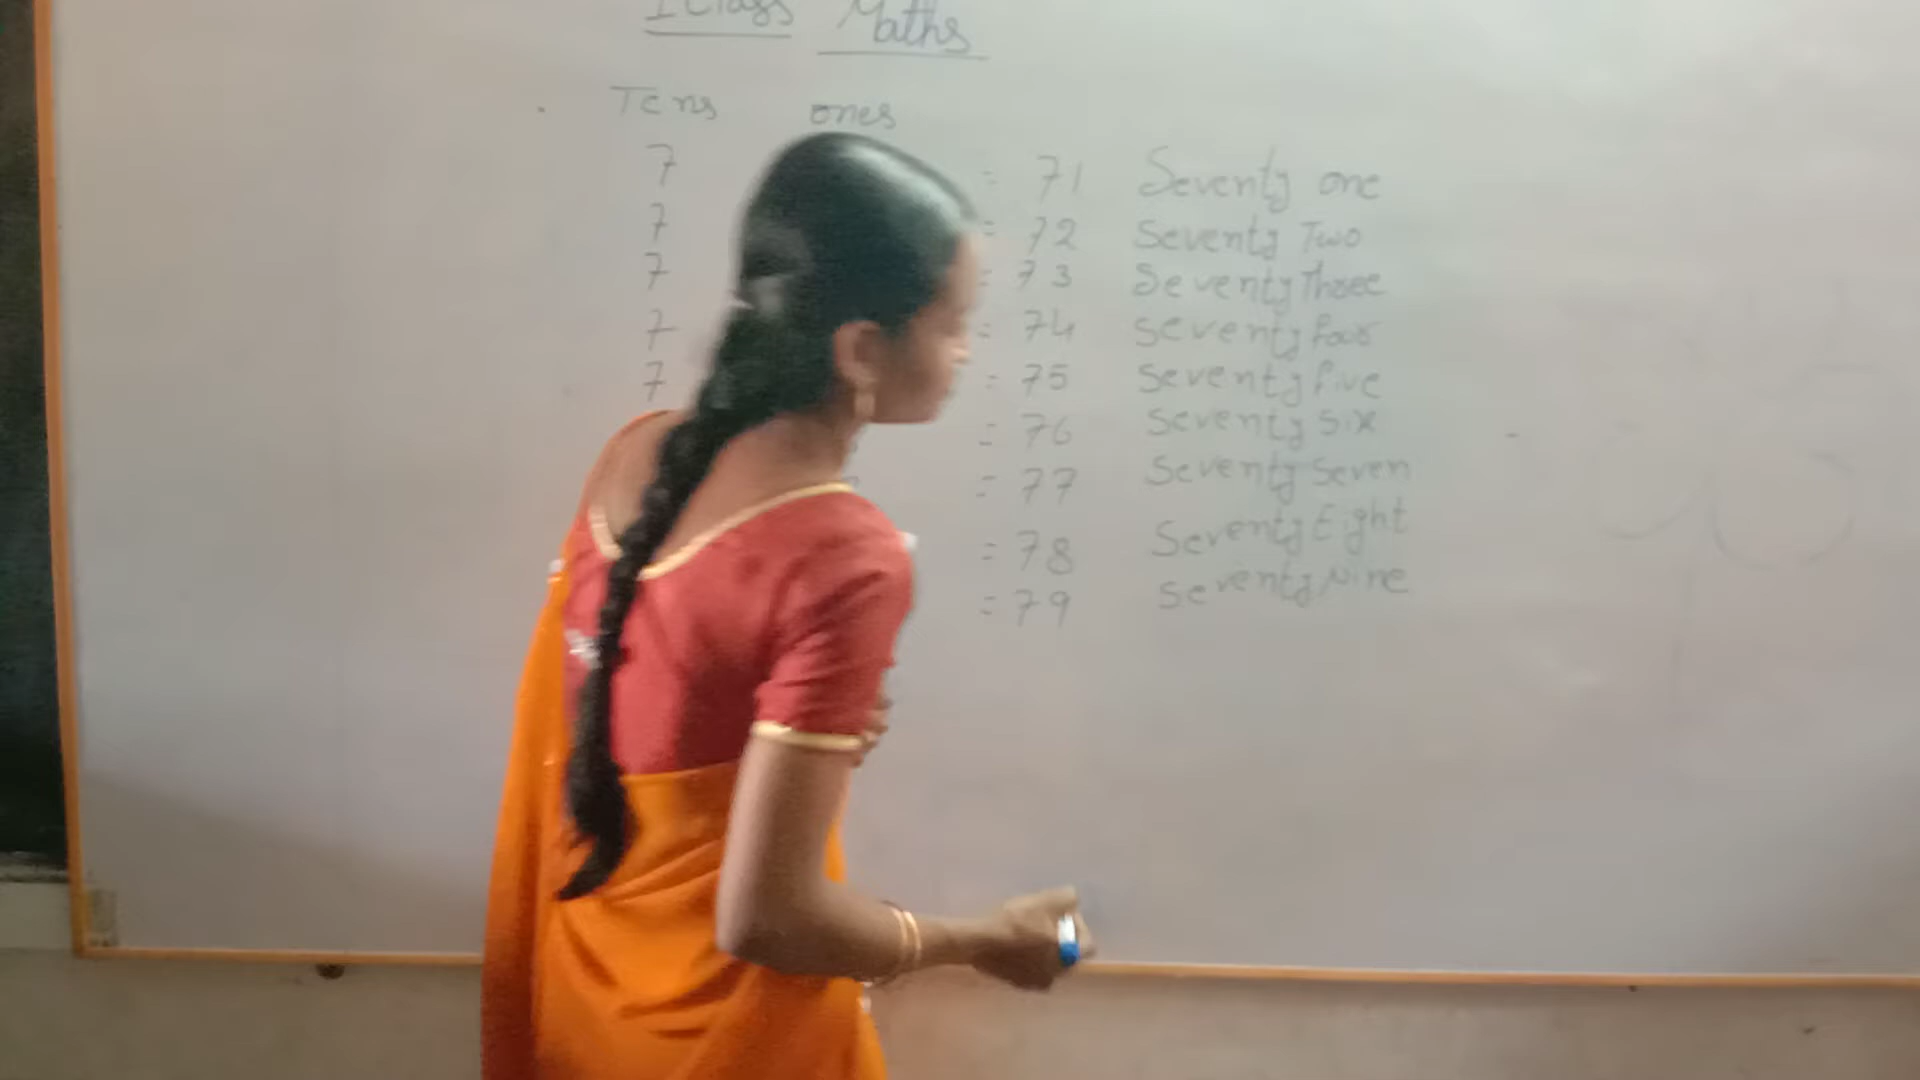 I Class Maths
Tens ones
7 = 71 Seventy one
7 = 72 Seventy Two
7 = 73 Seventy Three
7 = 74 Seventy four
7 = 75 Seventy five
= 76 Seventy Six
= 77 Seventy Seven
= 78 Seventy Eight
= 79 Seventy Nine